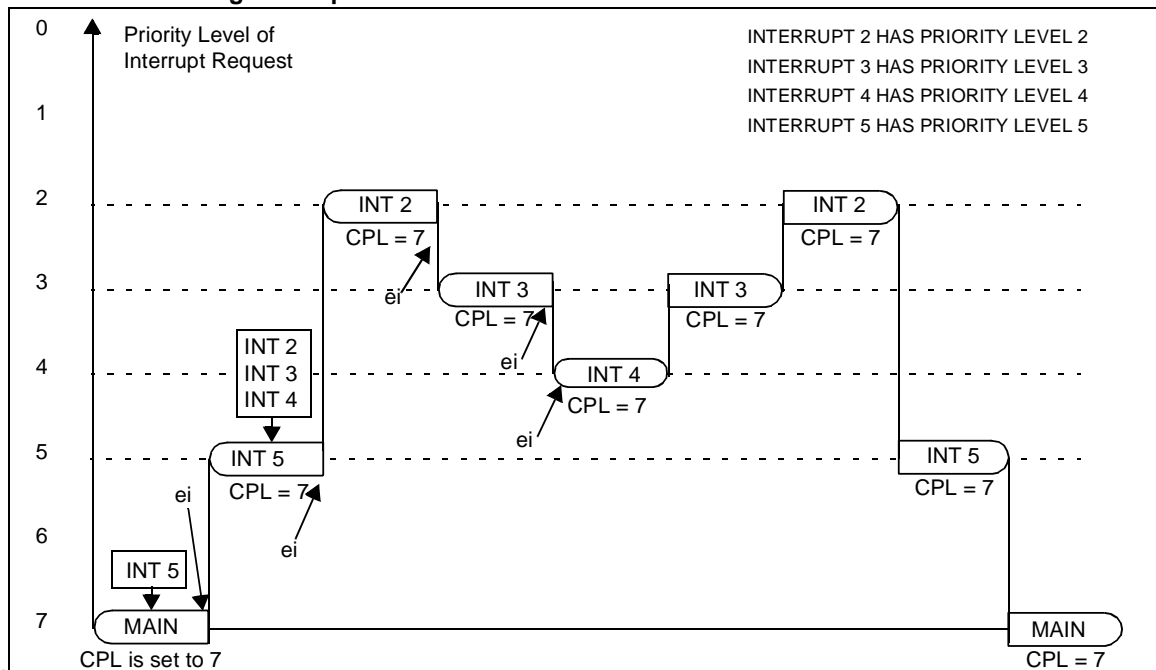 0
Priority Level of
Interrupt Request
INTERRUPT 2 HAS PRIORITY LEVEL 2
INTERRUPT 3 HAS PRIORITY LEVEL 3
INTERRUPT 4 HAS PRIORITY LEVEL 4
INTERRUPT 5 HAS PRIORITY LEVEL 5
1
2
INT 2
CPL = 7
INT 2
CPL = 7
ei
3
INT 3
CPL = 7
INT 3
CPL = 7
ei
INT 2
INT 3
INT 4
4
INT 4
CPL = 7
ei
5
INT 5
CPL = 7
INT 5
CPL = 7
ei
ei
6
INT 5
7
MAIN
CPL is set to 7
MAIN
CPL = 7